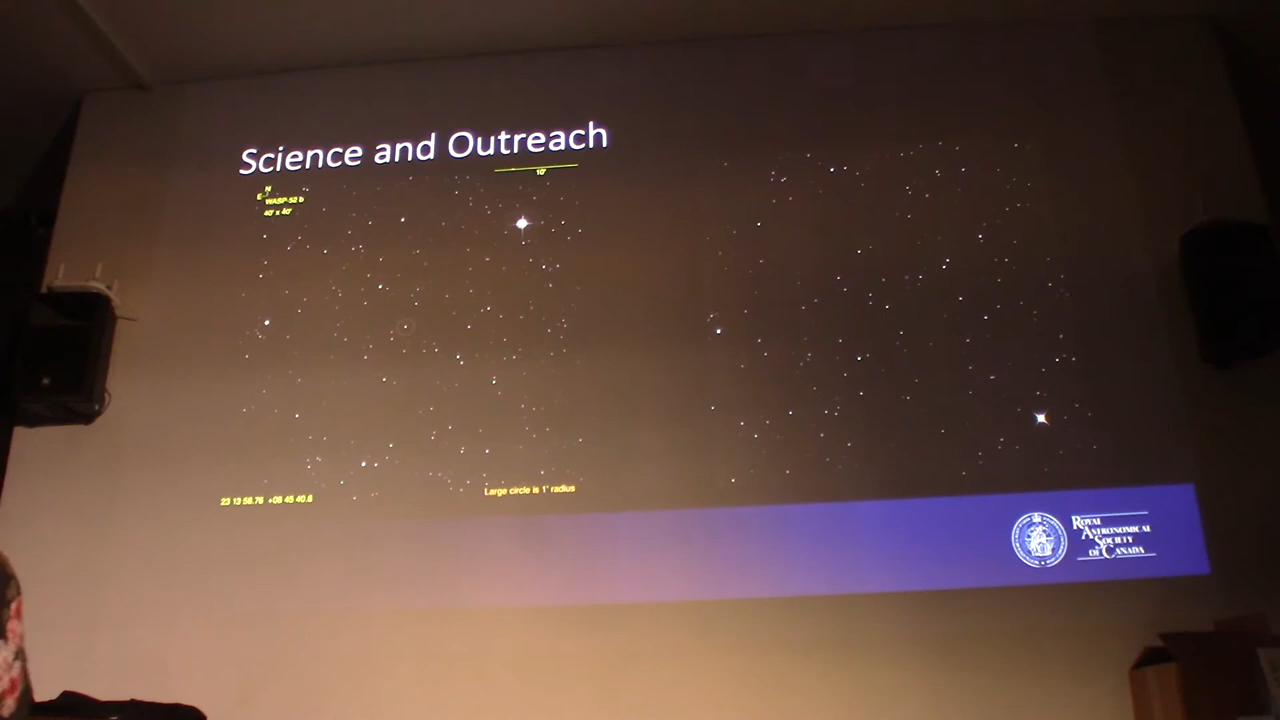 Science and Outreach
10'
N
E
WASP-52 b
40' x 40'
23 13 58.76 +08 45 40.6
Large circle is 1' radius
ROYAL
ASTRONOMICAL
SOCIETY
OF CANADA